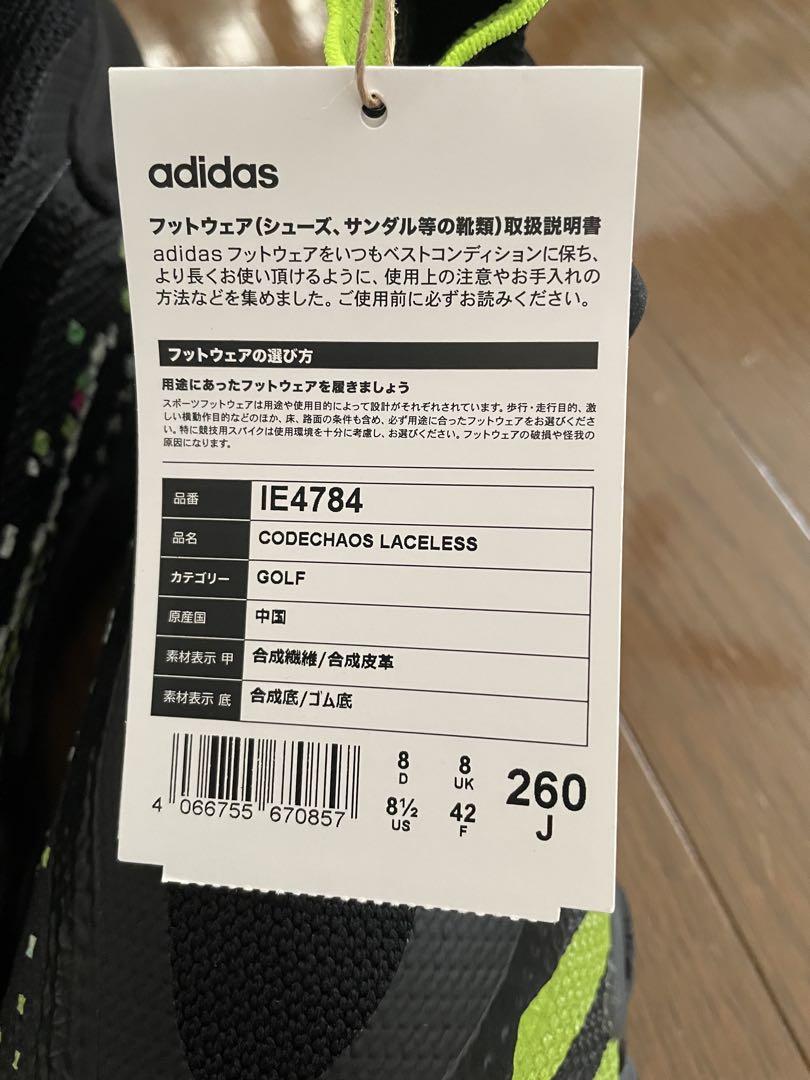 adidas
フットウェア(シューズ、サンダル等の靴類)取扱説明書
adidas フットウェアをいつもベストコンディションに保ち、
より長くお使い頂けるように、使用上の注意やお手入れの
方法などを集めました。ご使用前に必ずお読みください。
フットウェアの選び方
用途にあったフットウェアを履きましょう
スポーツフットウェアは用途や使用目的によって設計がそれぞれされています。歩行・走行目的、激
しい横動作目的などのほか、床、路面の条件も含め、必ず用途に合ったフットウェアをお選びくださ
い。特に競技用スパイクは使用環境を十分に考慮し、お選びください。フットウェアの破損や怪我の
原因になります。
品番 IE4784
品名 CODECHAOS LACELESS
カテゴリー GOLF
原産国 中国
素材表示 甲 合成繊維/合成皮革
素材表示 底 合成底/ゴム底
8 8 260
D UK J
8½ 42
US F
4 066755 670857